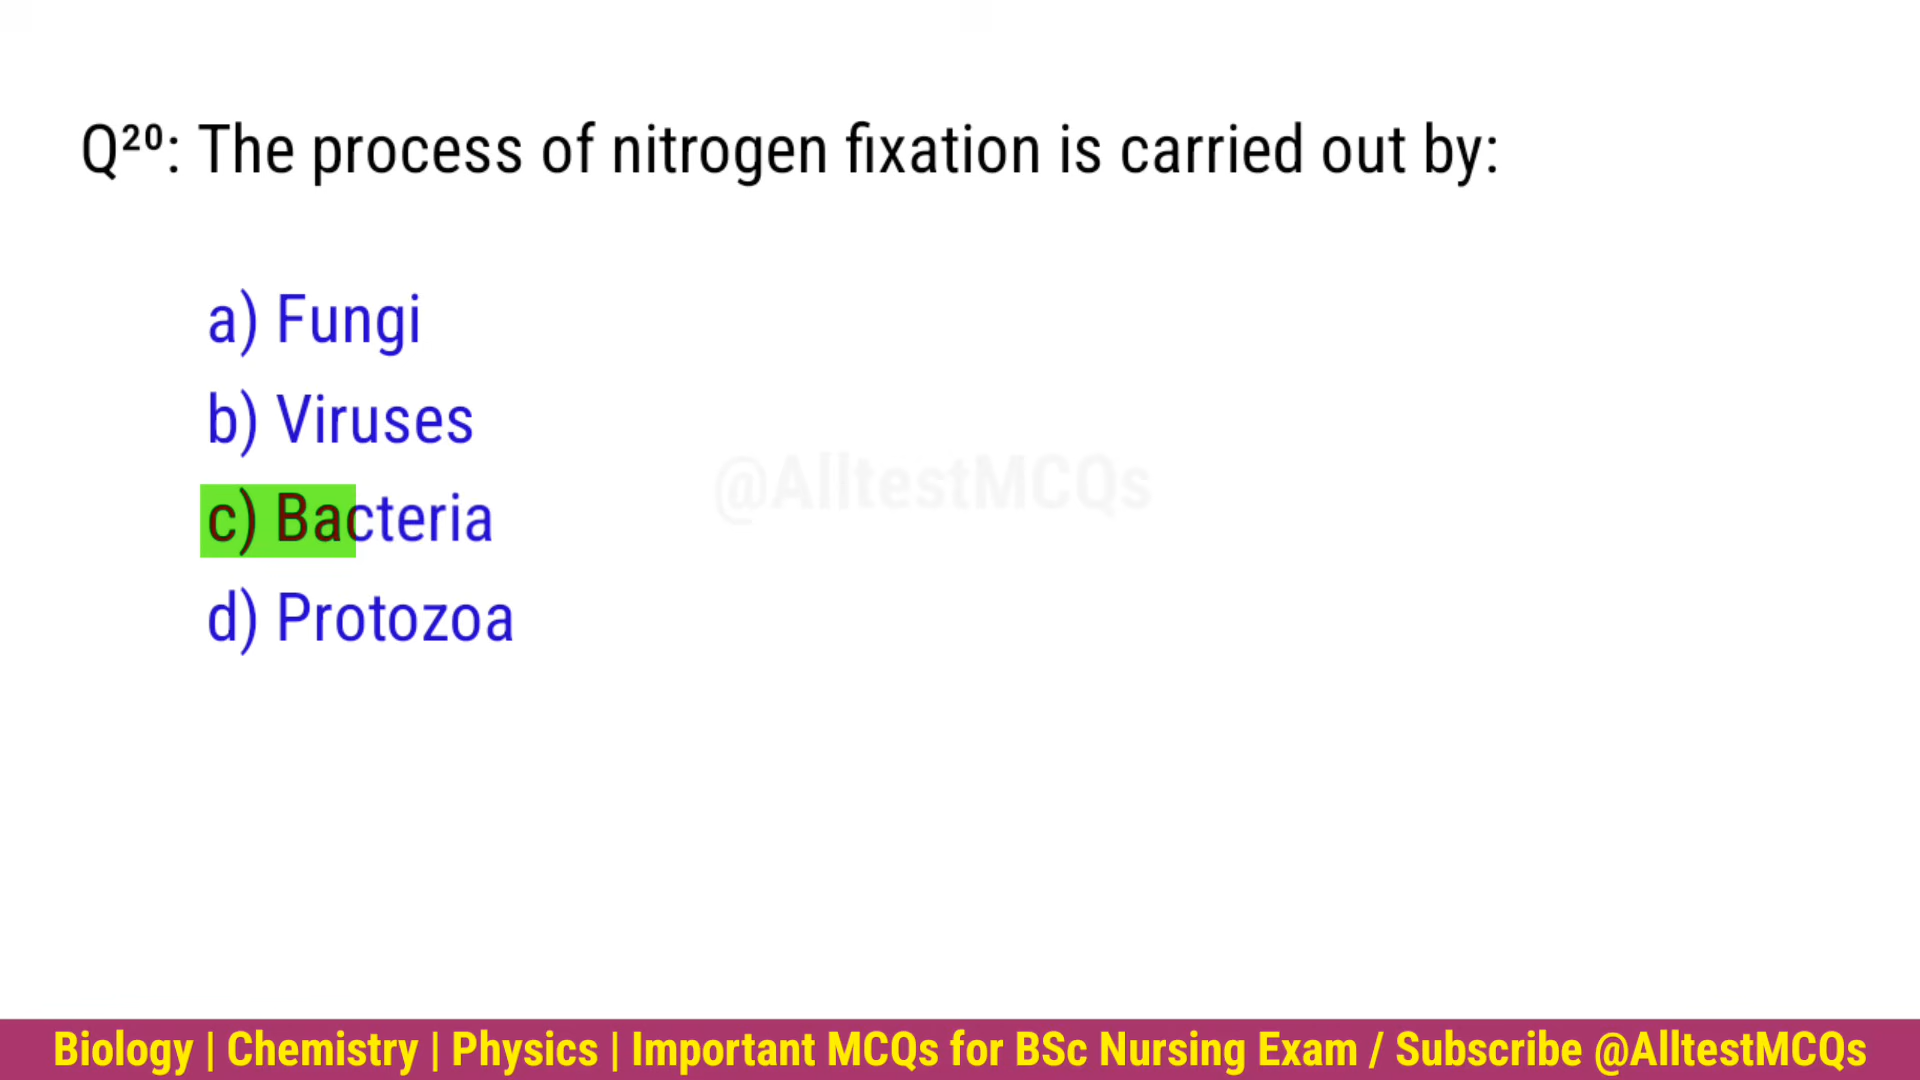 Q²⁰: The process of nitrogen fixation is carried out by:
a) Fungi
b) Viruses
@AlltestMCQs
c) Bacteria
d) Protozoa
Biology | Chemistry | Physics | Important MCQs for BSc Nursing Exam / Subscribe @AlltestMCQs